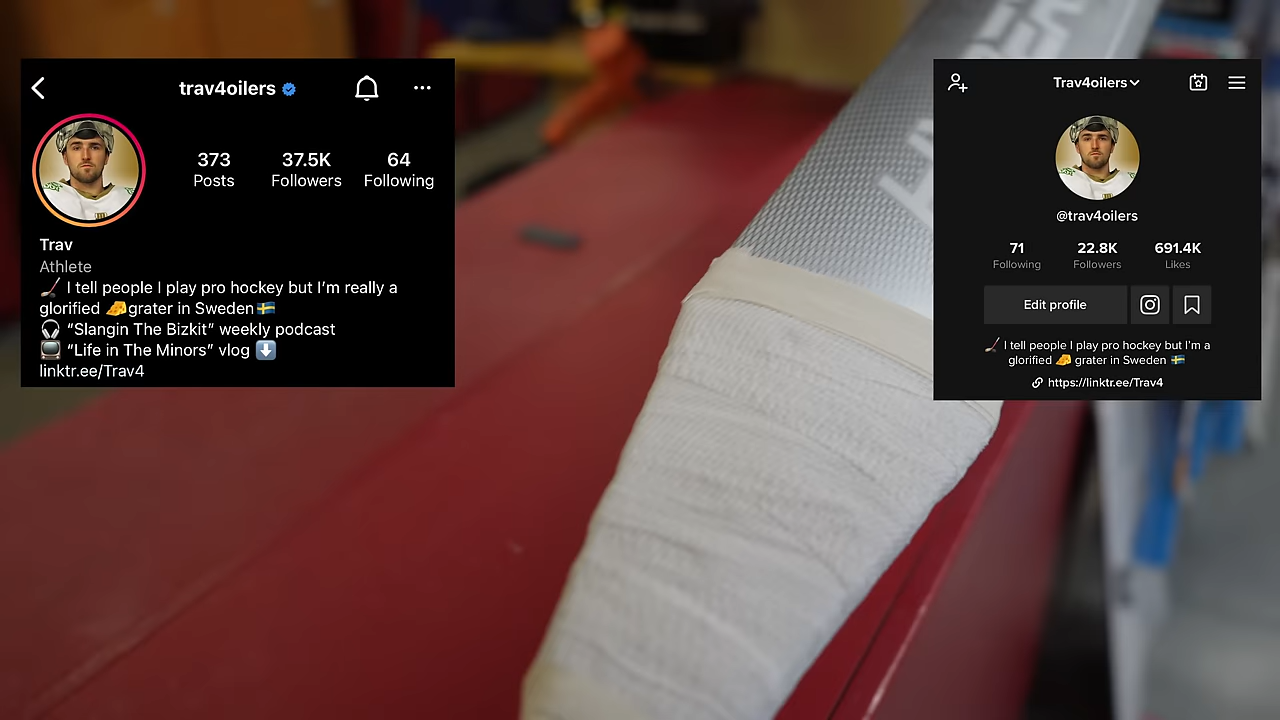 trav4oilers
373
37.5K
64
Posts
Followers
Following
Trav
Athlete
🏒 I tell people I play pro hockey but I'm really a
glorified 🧀grater in Sweden🇸🇪
🎧 “Slangin The Bizkit” weekly podcast
📺 “Life in The Minors” vlog ⬇️
linktr.ee/Trav4
Trav4oilers
@trav4oilers
71
22.8K
691.4K
Following
Followers
Likes
Edit profile
🏒 I tell people I play pro hockey but I'm a
glorified 🧀 grater in Sweden 🇸🇪
https://linktr.ee/Trav4